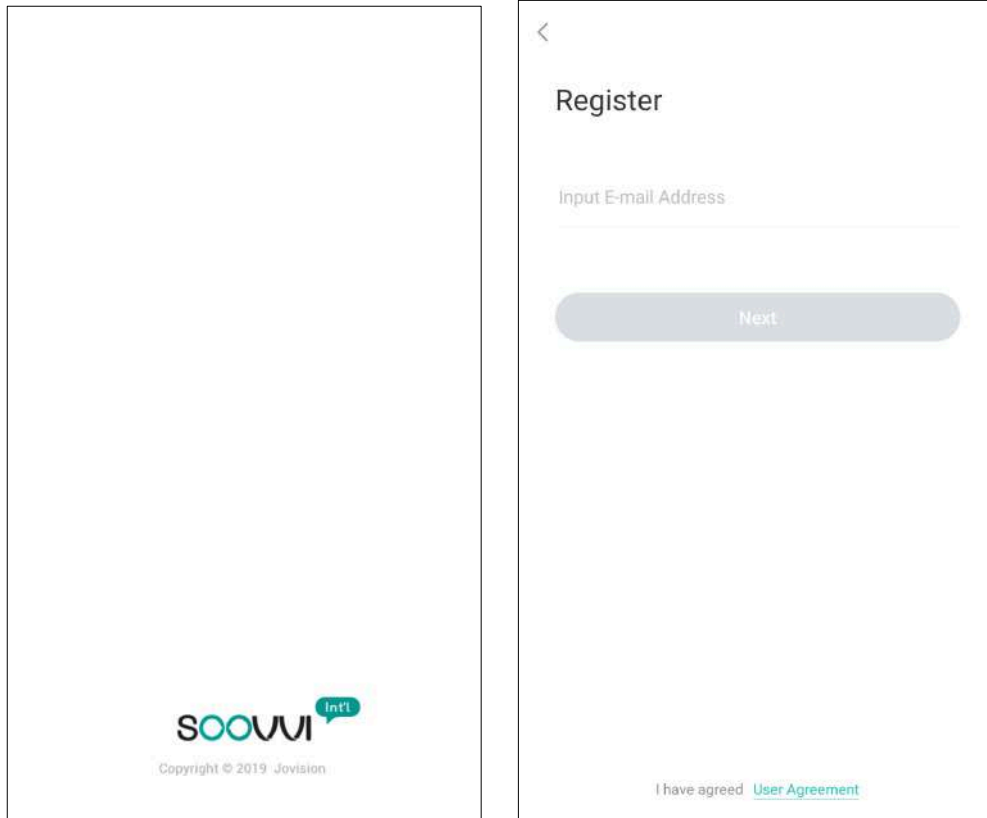 soovvi Int'l
Copyright © 2019 Jovision
Register
Input E-mail Address
Next
I have agreed User Agreement